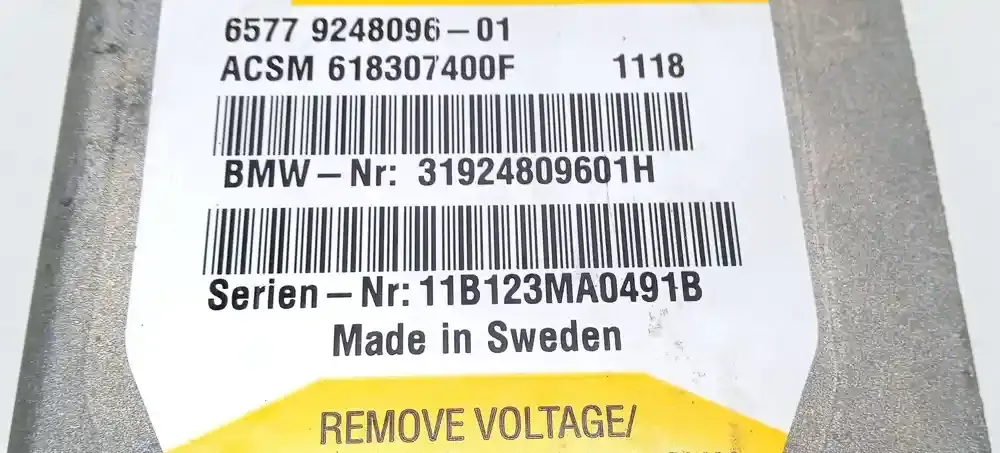 6577 9248096-01
ACSM 618307400F 1118
BMW-Nr: 31924809601H
Serien-Nr: 11B123MA0491B
Made in Sweden
REMOVE VOLTAGE/